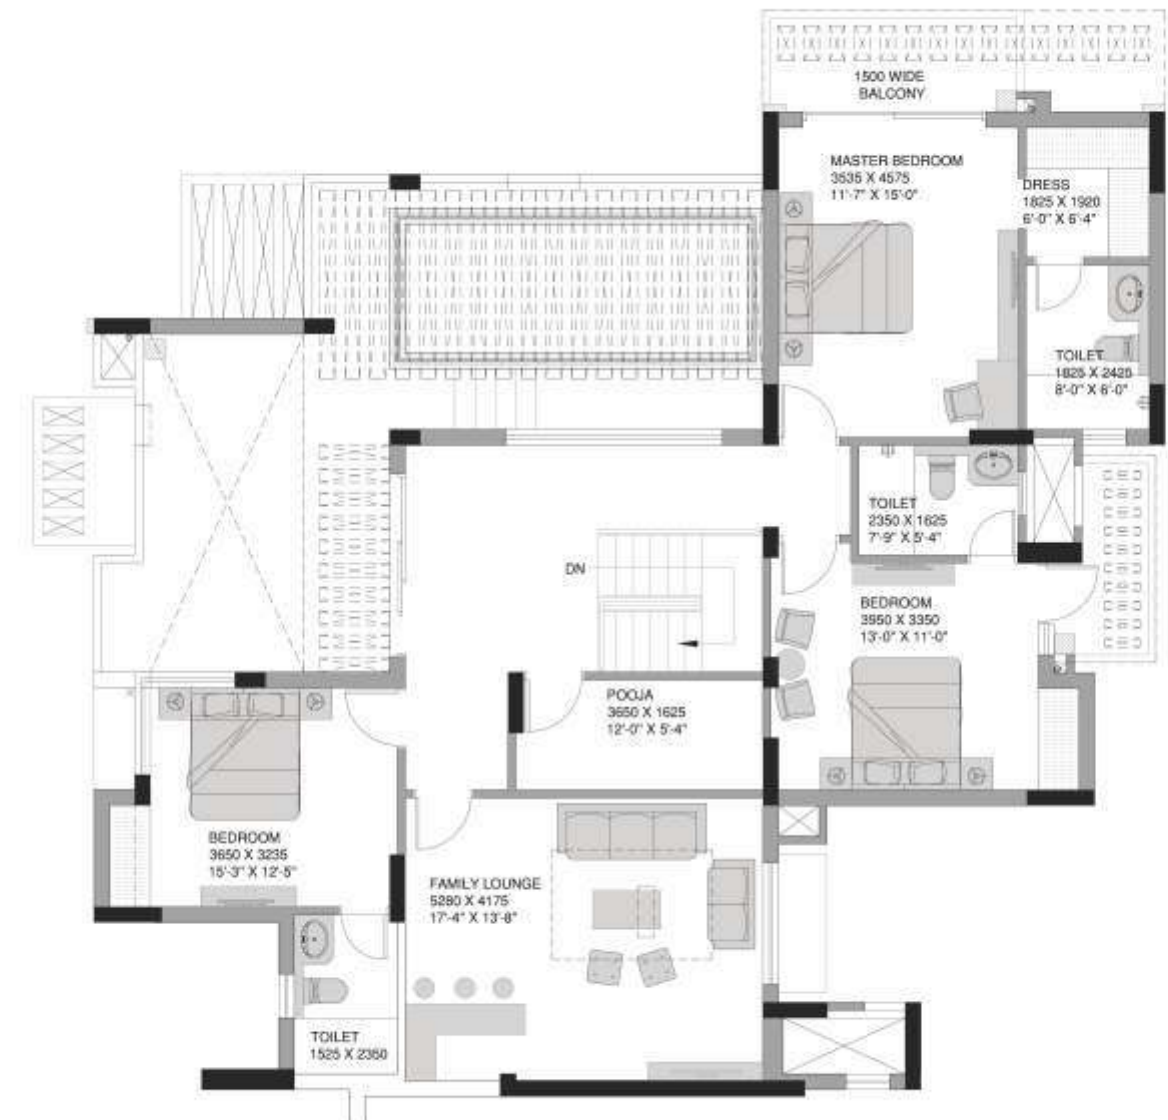 1500 WIDE
BALCONY
MASTER BEDROOM
3535 X 4575
11'-7" X 15'-0"
DRESS
1825 X 1920
6'-0" X 6'-4"
TOILET
1825 X 2425
8'-0" X 6'-0"
TOILET
2350 X 1625
7'-9" X 5'-4"
DN
BEDROOM
3950 X 3350
13'-0" X 11'-0"
POOJA
3650 X 1625
12'-0" X 5'-4"
BEDROOM
3650 X 3235
15'-3" X 12'-5"
FAMILY LOUNGE
5280 X 4175
17'-4" X 13'-8"
TOILET
1525 X 2350